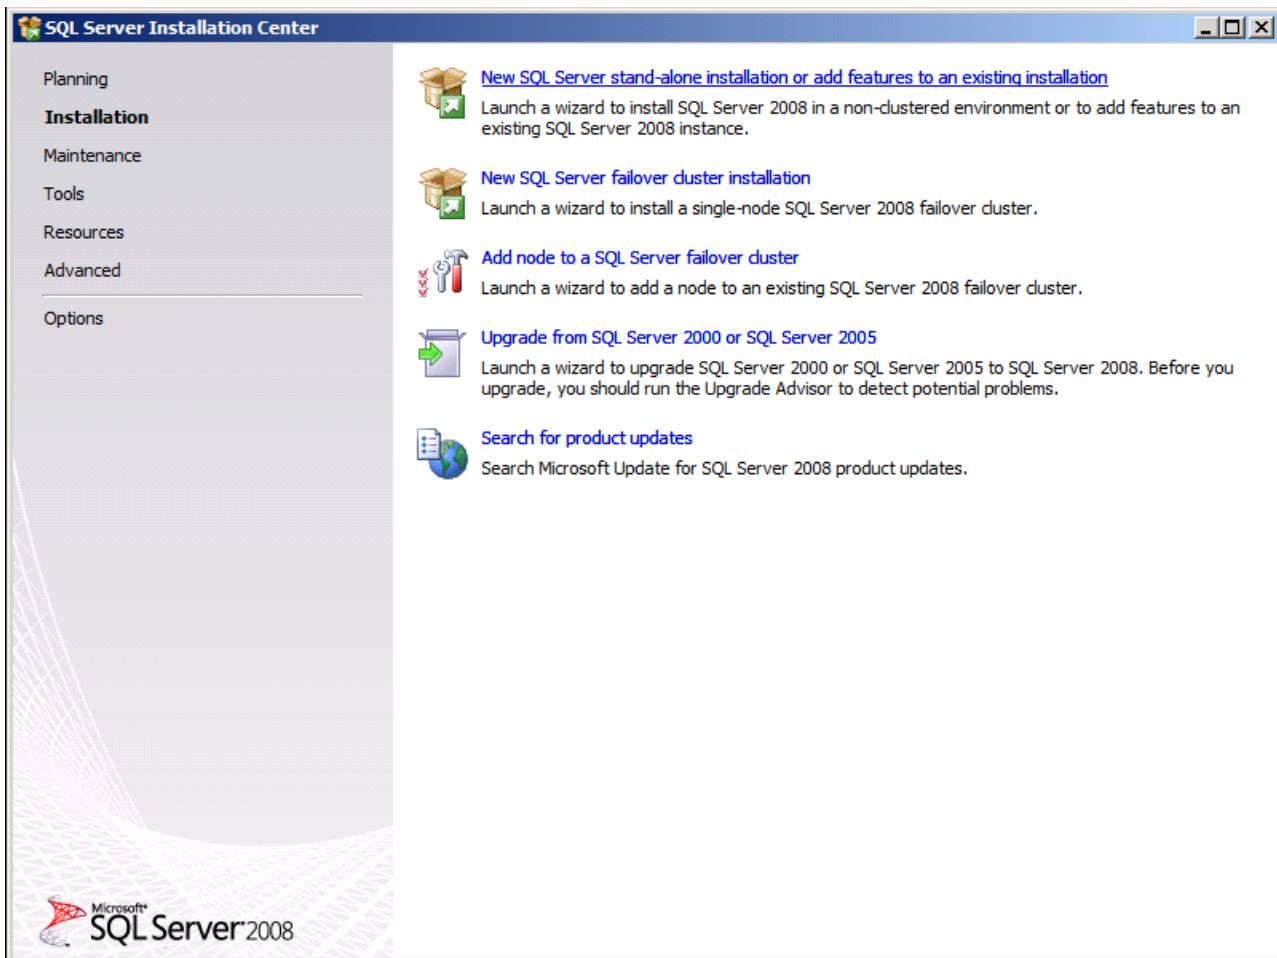 SQL Server Installation Center
Planning
Installation
Maintenance
Tools
Resources
Advanced
Options
New SQL Server stand-alone installation or add features to an existing installation
Launch a wizard to install SQL Server 2008 in a non-clustered environment or to add features to an
existing SQL Server 2008 instance.
New SQL Server failover cluster installation
Launch a wizard to install a single-node SQL Server 2008 failover cluster.
Add node to a SQL Server failover cluster
Launch a wizard to add a node to an existing SQL Server 2008 failover cluster.
Upgrade from SQL Server 2000 or SQL Server 2005
Launch a wizard to upgrade SQL Server 2000 or SQL Server 2005 to SQL Server 2008. Before you
upgrade, you should run the Upgrade Advisor to detect potential problems.
Search for product updates
Search Microsoft Update for SQL Server 2008 product updates.
Microsoft®
SQL Server 2008